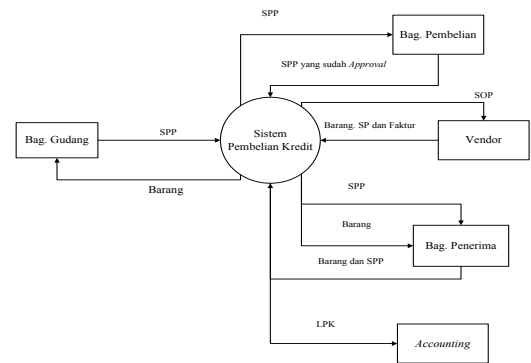 SPP
Bag. Pembelian
SPP yang sudah Approval
SOP
Bag. Gudang
SPP
Sistem
Pembelian Kredit
Barang. SP dan Faktur
Vendor
Barang
SPP
Barang
Bag. Penerima
Barang dan SPP
LPK
Accounting